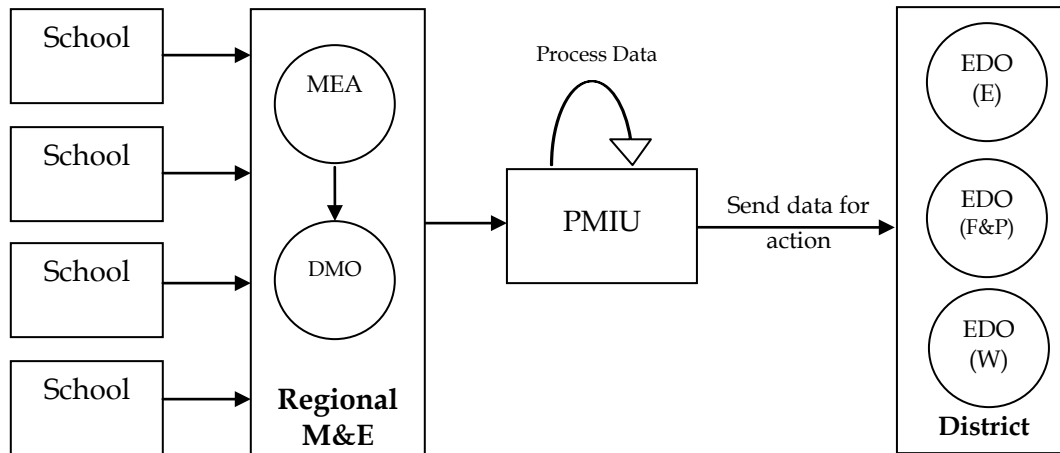 School
School
School
School
MEA
DMO
Regional
M&E
Process Data
PMIU
Send data for
action
EDO
(E)
EDO
(F&P)
EDO
(W)
District